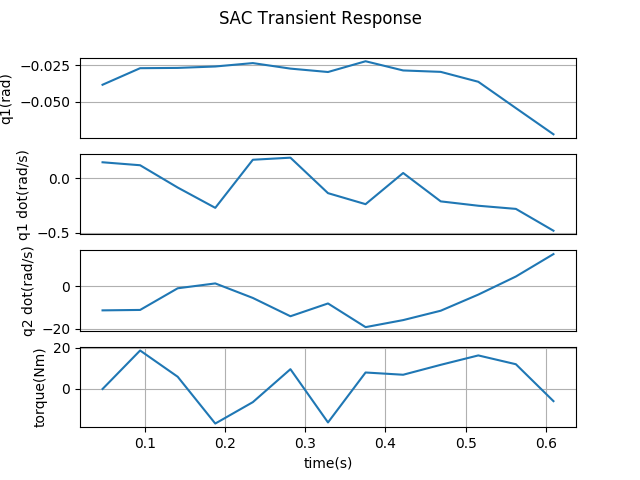 SAC Transient Response
q1(rad)
−0.025
−0.050
q1 dot(rad/s)
0.0
−0.5
q2 dot(rad/s)
0
−20
torque(Nm)
20
0
0.1 0.2 0.3 0.4 0.5 0.6
time(s)